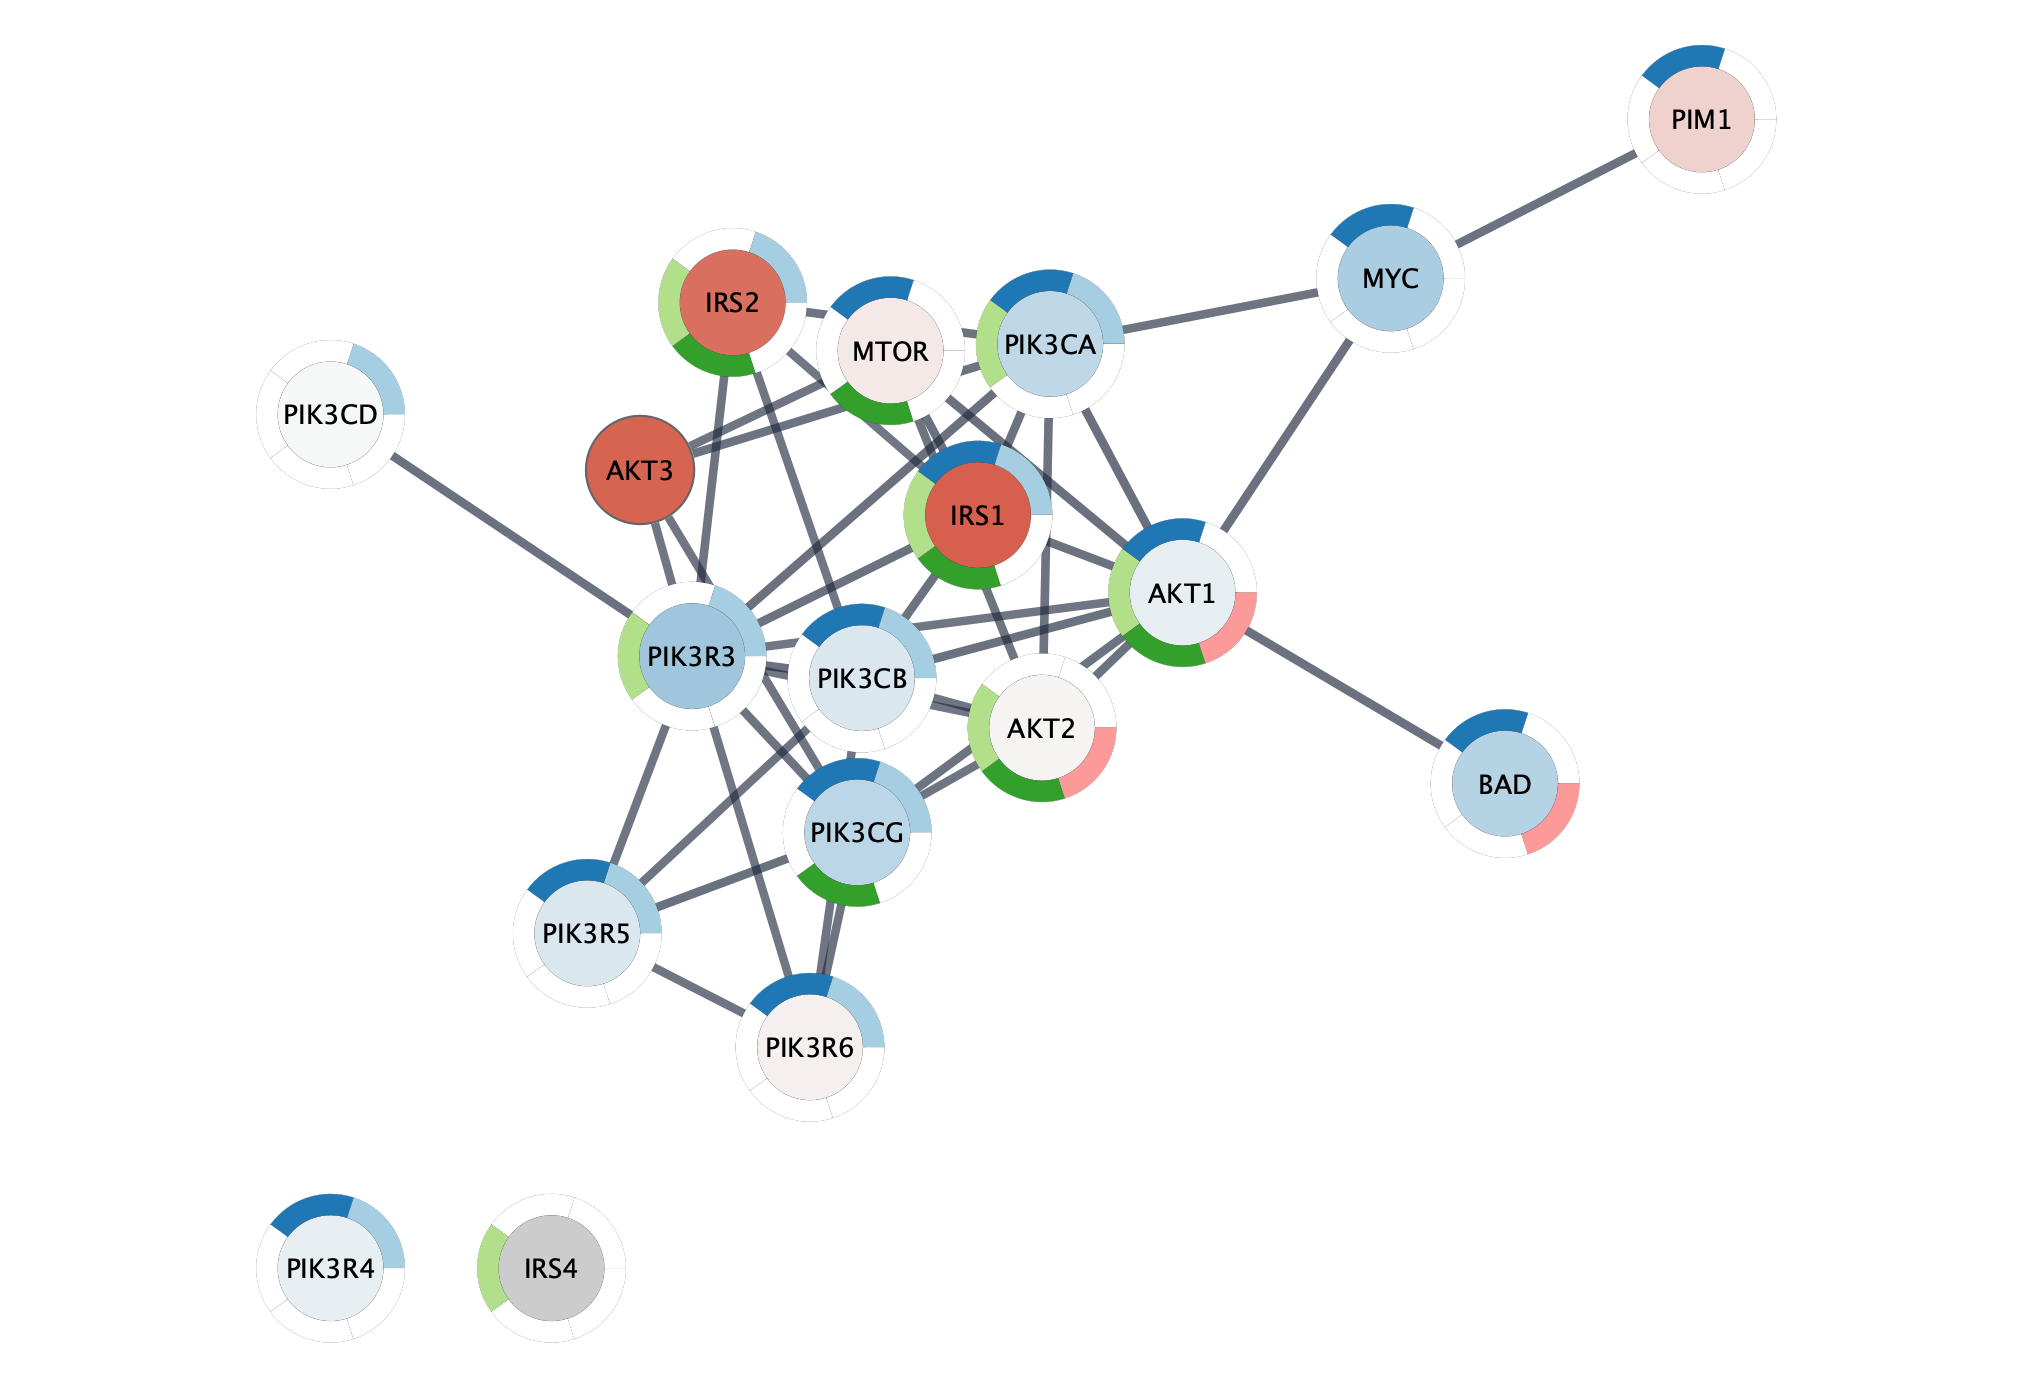 PIM1
MYC
IRS2
MTOR
PIK3CA
PIK3CD
AKT3
IRS1
AKT1
PIK3R3
PIK3CB
AKT2
BAD
PIK3CG
PIK3R5
PIK3R6
PIK3R4
IRS4